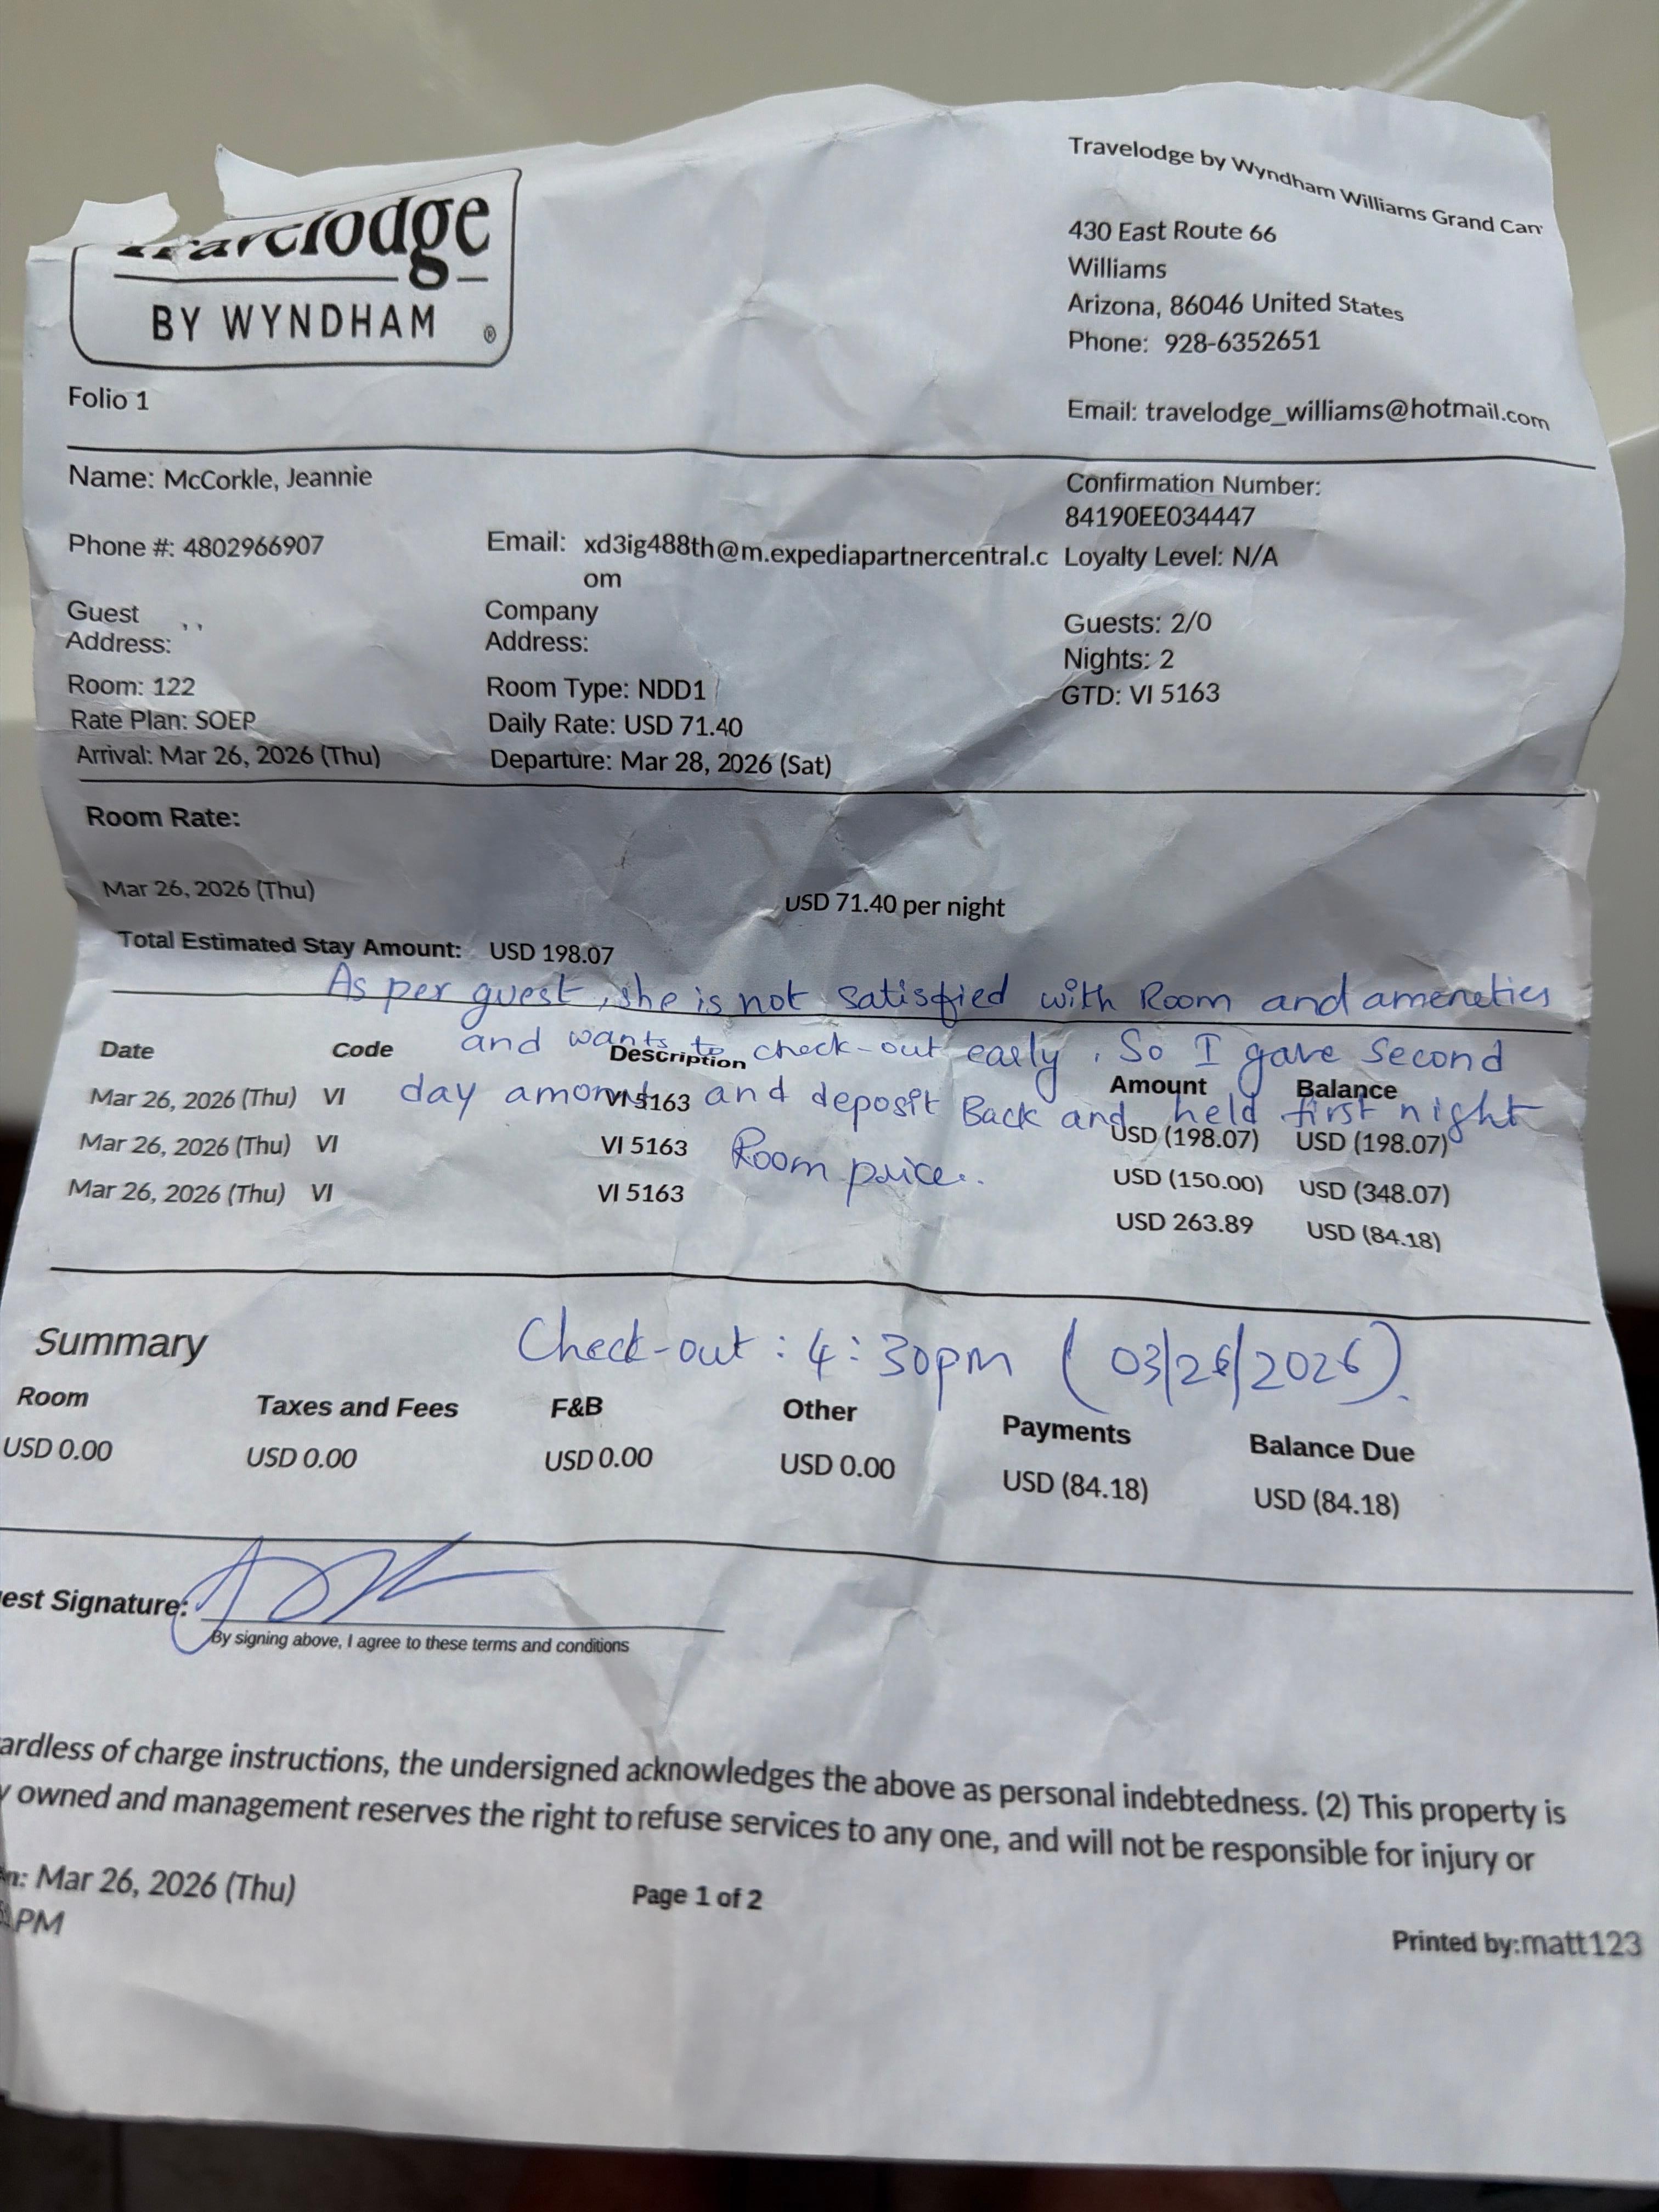 Travelodge
BY WYNDHAM ®
Travelodge by Wyndham Williams Grand Can
430 East Route 66
Williams
Arizona, 86046 United States
Phone: 928-6352651
Email: travelodge_williams@hotmail.com
Folio 1
Name: McCorkle, Jeannie
Confirmation Number:
84190EE034447
Phone #: 4802966907
Email: xd3ig488th@m.expediapartnercentral.c
om
Loyalty Level: N/A
Guest
Address: , ,
Company
Address:
Guests: 2/0
Nights: 2
GTD: VI 5163
Room: 122
Room Type: NDD1
Rate Plan: SOEP
Daily Rate: USD 71.40
Arrival: Mar 26, 2026 (Thu)
Departure: Mar 28, 2026 (Sat)
Room Rate:
Mar 26, 2026 (Thu) USD 71.40 per night
Total Estimated Stay Amount: USD 198.07
As per guest, she is not satisfied with Room and ameneties
and wants to check-out early. So I gave Second
day amount and deposit Back and held first night
Room price.
Date Code Description Amount Balance
Mar 26, 2026 (Thu) VI VI 5163 USD (198.07) USD (198.07)
Mar 26, 2026 (Thu) VI VI 5163 USD (150.00) USD (348.07)
Mar 26, 2026 (Thu) VI VI 5163 USD 263.89 USD (84.18)
Check-out : 4:30pm (03/26/2026).
Summary
Room Taxes and Fees F&B Other Payments Balance Due
USD 0.00 USD 0.00 USD 0.00 USD 0.00 USD (84.18) USD (84.18)
est Signature:
By signing above, I agree to these terms and conditions
ardless of charge instructions, the undersigned acknowledges the above as personal indebtedness. (2) This property is
y owned and management reserves the right to refuse services to any one, and will not be responsible for injury or
n: Mar 26, 2026 (Thu)
PM
Page 1 of 2
Printed by:matt123